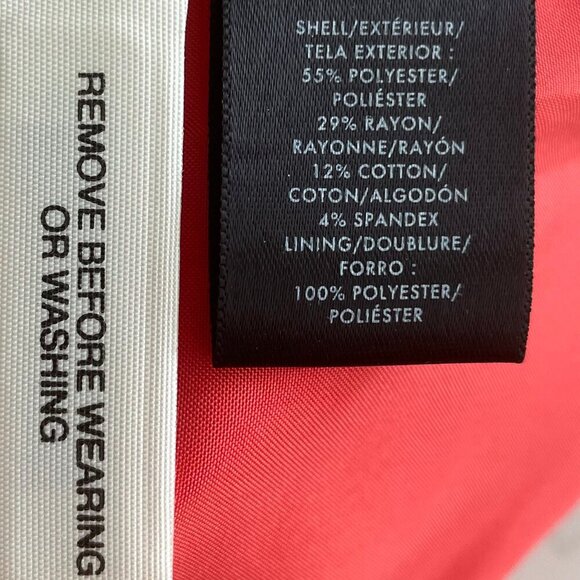 REMOVE BEFORE WEARING
OR WASHING
SHELL/EXTÉRIEUR/
TELA EXTERIOR :
55% POLYESTER/
POLIÉSTER
29% RAYON/
RAYONNE/RAYÓN
12% COTTON/
COTON/ALGODÓN
4% SPANDEX
LINING/DOUBLURE/
FORRO :
100% POLYESTER/
POLIÉSTER